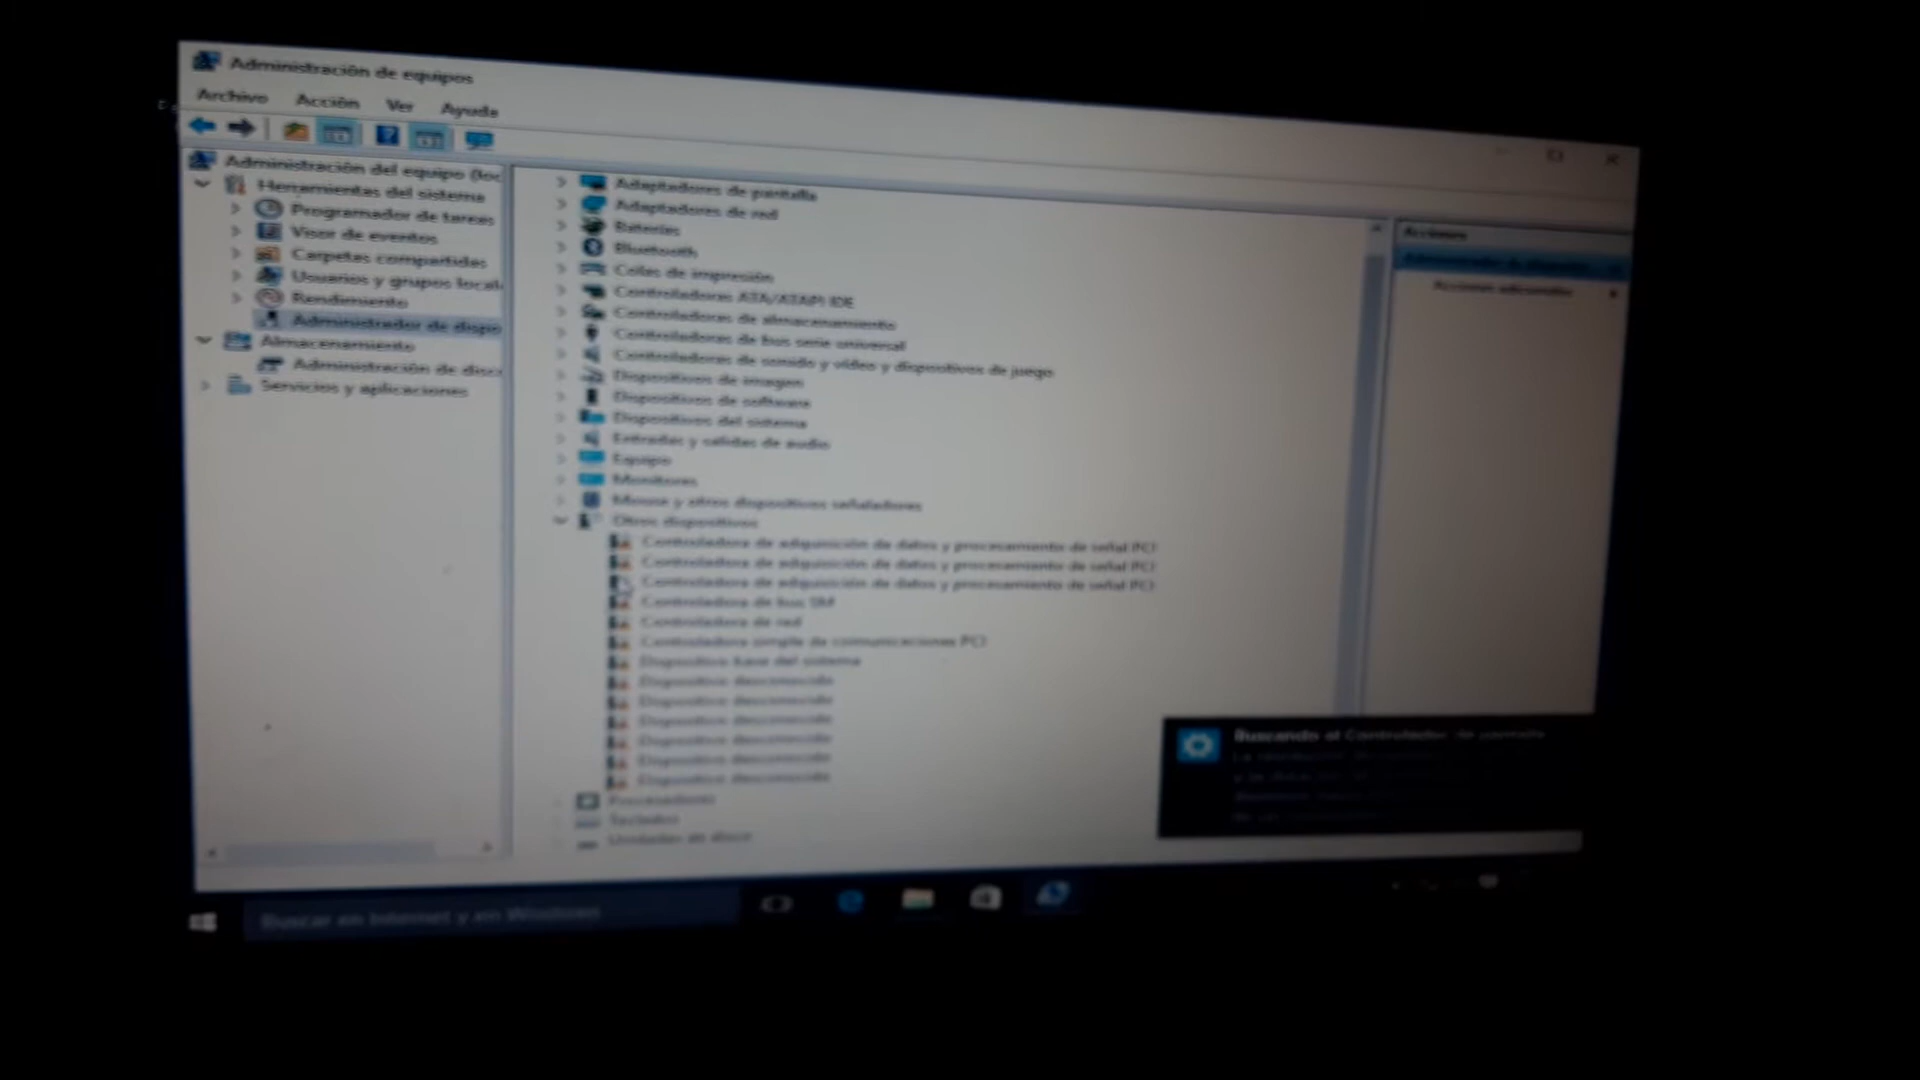 Administración de equipos
Archivo Acción Ver Ayuda
Administración del equipo (loc
Herramientas del sistema
Programador de tareas
Visor de eventos
Carpetas compartidas
Usuarios y grupos local
Rendimiento
Administrador de dispo
Almacenamiento
Administración de disc
Servicios y aplicaciones
Adaptadores de pantalla
Adaptadores de red
Baterías
Bluetooth
Colas de impresión
Controladoras ATA/ATAPI IDE
Controladoras de almacenamiento
Controladoras de bus serie universal
Controladoras de sonido y vídeo y dispositivos de juego
Dispositivos de imagen
Dispositivos de software
Dispositivos del sistema
Entradas y salidas de audio
Equipo
Monitores
Mouse y otros dispositivos señaladores
Otros dispositivos
Controladora de adquisición de datos y procesamiento de señal PCI
Controladora de adquisición de datos y procesamiento de señal PCI
Controladora de adquisición de datos y procesamiento de señal PCI
Controladora de bus SM
Controladora de red
Controladora simple de comunicaciones PCI
Dispositivo base del sistema
Dispositivo desconocido
Dispositivo desconocido
Dispositivo desconocido
Dispositivo desconocido
Dispositivo desconocido
Dispositivo desconocido
Procesadores
Teclados
Unidades de disco
Acciones
Acciones adicionales
Buscando el Controlador de pantalla
Buscar en Internet y en Windows